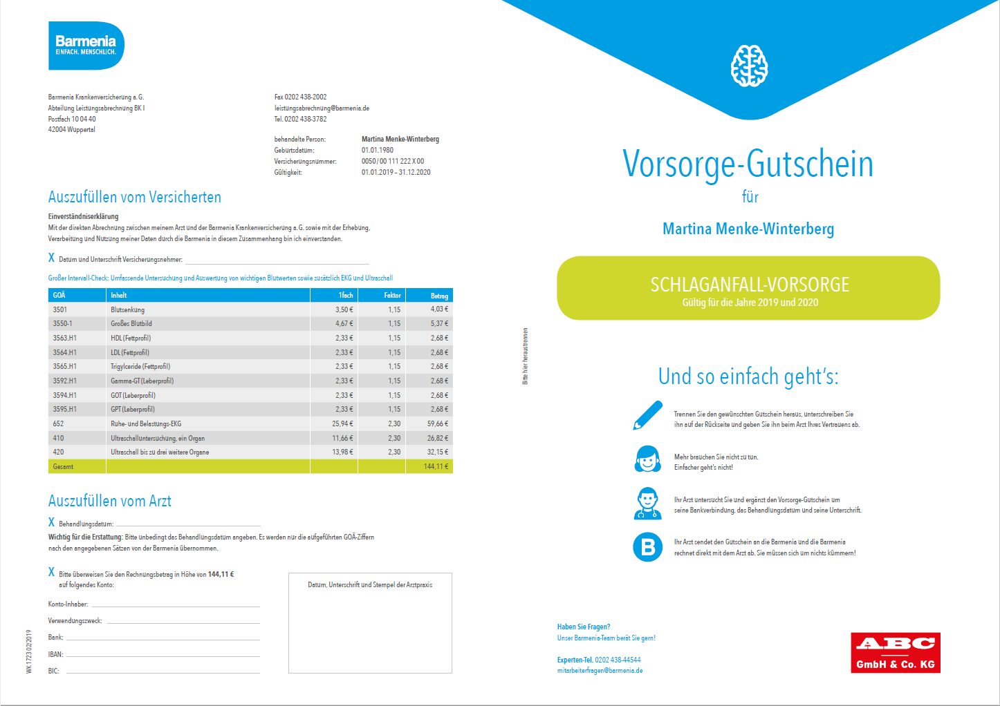 Barmenia
EINFACH. MENSCHLICH.
Barmenia Krankenversicherung a. G.
Abteilung Leistungsabrechnung BK I
Postfach 10 04 40
42004 Wuppertal
Fax 0202 438-2002
leistungsabrechnung@barmenia.de
Tel. 0202 438-3782
behandelte Person: Martina Menke-Winterberg
Geburtsdatum: 01.01.1980
Versicherungsnummer: 0050 / 00 111 222 X 00
Gültigkeit: 01.01.2019 – 31.12.2020
Auszufüllen vom Versicherten
Einverständniserklärung
Mit der direkten Abrechnung zwischen meinem Arzt und der Barmenia Krankenversicherung a. G. sowie mit der Erhebung,
Verarbeitung und Nutzung meiner Daten durch die Barmenia in diesem Zusammenhang bin ich einverstanden.
X Datum und Unterschrift Versicherungsnehmer:
Großer Intervall-Check: Umfassende Untersuchung und Auswertung von wichtigen Blutwerten sowie zusätzlich EKG und Ultraschall
GOÄ Inhalt 1fach Faktor Betrag
3501 Blutsenkung 3,50 € 1,15 4,03 €
3550-1 Großes Blutbild 4,67 € 1,15 5,37 €
3563.H1 HDL (Fettprofil) 2,33 € 1,15 2,68 €
3564.H1 LDL (Fettprofil) 2,33 € 1,15 2,68 €
3565.H1 Trigylceride (Fettprofil) 2,33 € 1,15 2,68 €
3592.H1 Gamma-GT (Leberprofil) 2,33 € 1,15 2,68 €
3594.H1 GOT (Leberprofil) 2,33 € 1,15 2,68 €
3595.H1 GPT (Leberprofil) 2,33 € 1,15 2,68 €
652 Ruhe- und Belastungs-EKG 25,94 € 2,30 59,66 €
410 Ultraschalluntersuchung, ein Organ 11,66 € 2,30 26,82 €
420 Ultraschall bis zu drei weitere Organe 13,98 € 2,30 32,15 €
Gesamt 144,11 €
Auszufüllen vom Arzt
X Behandlungsdatum:
Wichtig für die Erstattung: Bitte unbedingt das Behandlungsdatum angeben. Es werden nur die aufgeführten GOÄ-Ziffern
nach den angegebenen Sätzen von der Barmenia übernommen.
X Bitte überweisen Sie den Rechnungsbetrag in Höhe von 144,11 €
auf folgendes Konto:
Konto-Inhaber:
Verwendungszweck:
Bank:
IBAN:
BIC:
Datum, Unterschrift und Stempel der Arztpraxis
WK 1723 02/2019
Bitte hier heraustrennen
Vorsorge-Gutschein
für
Martina Menke-Winterberg
SCHLAGANFALL-VORSORGE
Gültig für die Jahre 2019 und 2020
Und so einfach geht's:
Trennen Sie den gewünschten Gutschein heraus, unterschreiben Sie
ihn auf der Rückseite und geben Sie ihn beim Arzt Ihres Vertrauens ab.
Mehr brauchen Sie nicht zu tun.
Einfacher geht's nicht!
Ihr Arzt untersucht Sie und ergänzt den Vorsorge-Gutschein um
seine Bankverbindung, das Behandlungsdatum und seine Unterschrift.
B
Ihr Arzt sendet den Gutschein an die Barmenia und die Barmenia
rechnet direkt mit dem Arzt ab. Sie müssen sich um nichts kümmern!
Haben Sie Fragen?
Unser Barmenia-Team berät Sie gern!
Experten-Tel. 0202 438-44544
mitarbeiterfragen@barmenia.de
ABC
GmbH & Co. KG